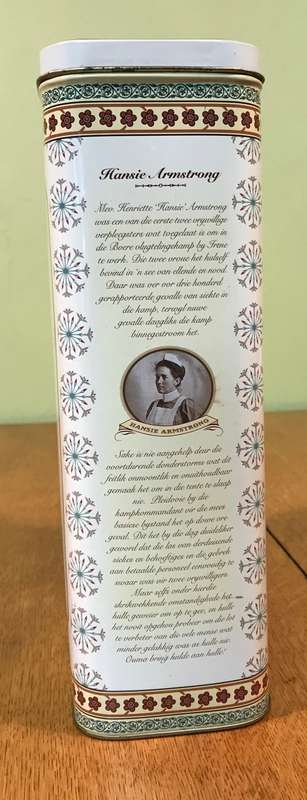 Hansie Armstrong
Mev. Henriette 'Hansie' Armstrong
was een van die eerste twee vrywillige
verpleegsters wat toegelaat is om in
die Boere vlugtelingekamp by Irene
te werk. Die twee vroue het hulself
bevind in 'n see van ellende en nood.
Daar was oor die drie honderd
gerapporteerde gevalle van siekte in
die kamp, terwyl nuwe
gevalle daagliks die kamp
binnegestroom het.
HANSIE ARMSTRONG
Sake is nie aangehelp deur die
voortdurende donderstorms wat dit
feitlik onmoontlik en onuithoudbaar
gemaak het om in die tente te slaap
nie. Pleidooie by die
kampkommandant vir die mees
basiese bystand het op dowe ore
geval. Dit het by die dag duideliker
geword dat die las van derduisende
siekes en behoeftiges en die gebrek
aan betaalde personeel eenvoudig te
swaar was vir twee vrywilligers.
Maar selfs onder hierdie
skrikwekkende omstandighede het
hulle geweier om op te gee, en hulle
het nooit opgehou probeer om die lot
te verbeter van die vele mense wat
minder gelukkig was as hulle nie.
Ouma bring hulde aan hulle!